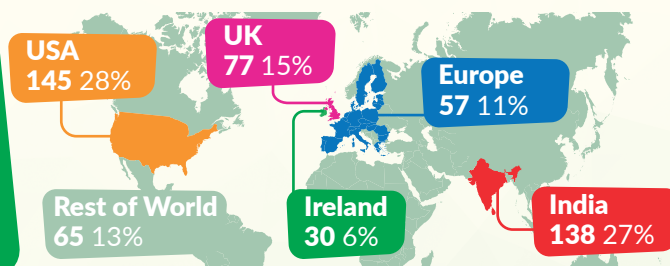 USA
145 28%
UK
77 15%
Europe
57 11%
Rest of World
65 13%
Ireland
30 6%
India
138 27%